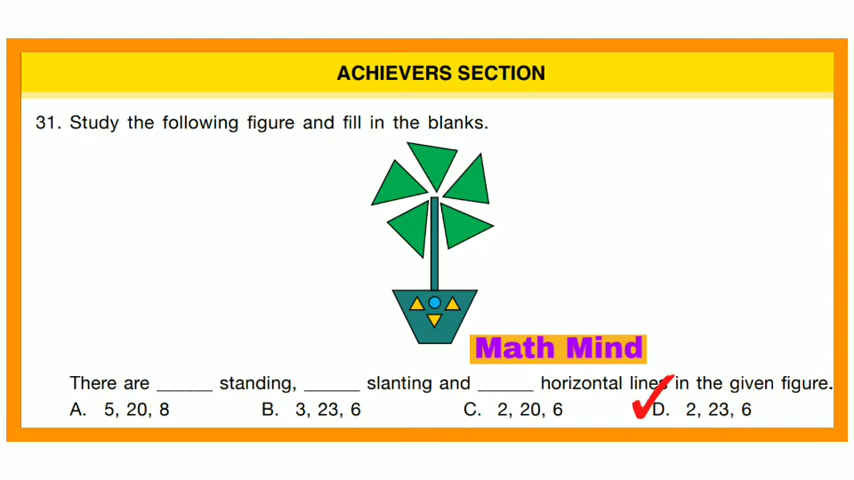 ACHIEVERS SECTION
31. Study the following figure and fill in the blanks.
Math Mind
There are ______ standing, ______ slanting and ______ horizontal lines in the given figure.
A. 5, 20, 8 B. 3, 23, 6 C. 2, 20, 6 D. 2, 23, 6